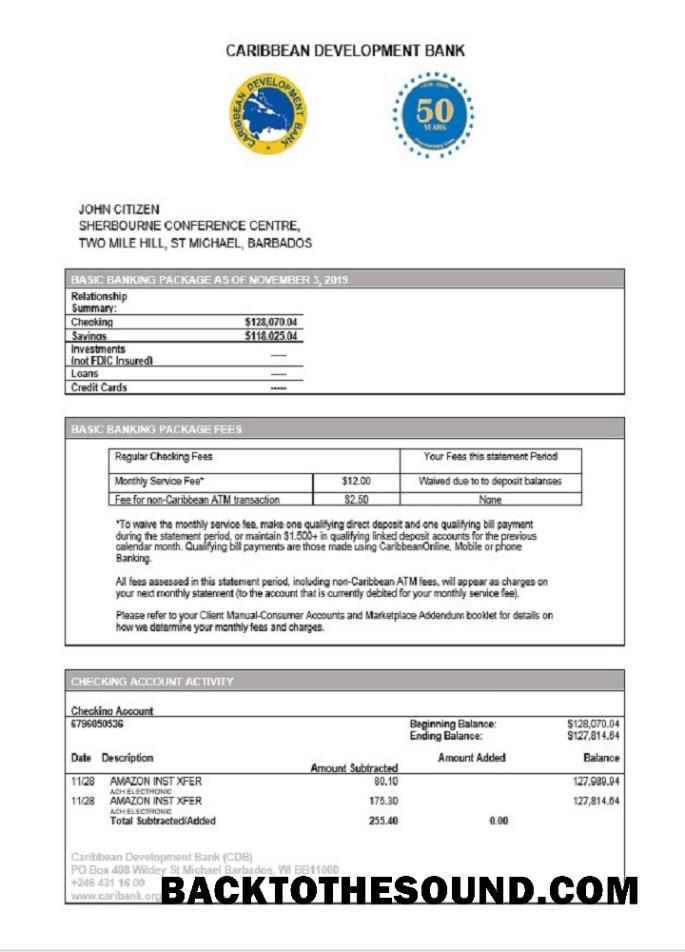 CARIBBEAN DEVELOPMENT BANK
CARIBBEAN DEVELOPMENT BANK
50
YEARS
JOHN CITIZEN
SHERBOURNE CONFERENCE CENTRE,
TWO MILE HILL, ST MICHAEL, BARBADOS
BASIC BANKING PACKAGE AS OF NOVEMBER 3, 2019
Relationship
Summary:
Checking $128,070.04
Savings $118,025.04
Investments
(not FDIC Insured) -----
Loans -----
Credit Cards -----
BASIC BANKING PACKAGE FEES
Regular Checking Fees Your Fees this statement Period
Monthly Service Fee* $12.00 Waived due to to deposit balanses
Fee for non-Caribbean ATM transaction $2.50 None
*To waive the monthly service fee, make one qualifying direct deposit and one qualifying bill payment
during the statement period, or maintain $1.500+ in qualifying linked deposit accounts for the previous
calendar month. Qualifying bill payments are those made using CaribbeanOnline, Mobile or phone
Banking.
All fees assessed in this statement period, including non-Caribbean ATM fees, will appear as charges on
your next monthly statement (to the account that is currently debited for your monthly service fee).
Please refer to your Client Manual-Consumer Accounts and Marketplace Addendum booklet for details on
how we determine your monthly fees and charges.
CHECKING ACCOUNT ACTIVITY
Checking Account
6796050536 Beginning Balance: $128,070.04
Ending Balance: $127,814.64
Date Description Amount Subtracted Amount Added Balance
11/28 AMAZON INST XFER 80.10 127,989.94
ACH ELECTRONIC
11/28 AMAZON INST XFER 175.30 127,814.64
ACH ELECTRONIC
Total Subtracted/Added 255.40 0.00
Caribbean Development Bank (CDB)
PO Box 408 Wildey St Michael Barbados, WI BB11000
+246 431 16 00
www.caribank.org
BACKTOTHESOUND.COM